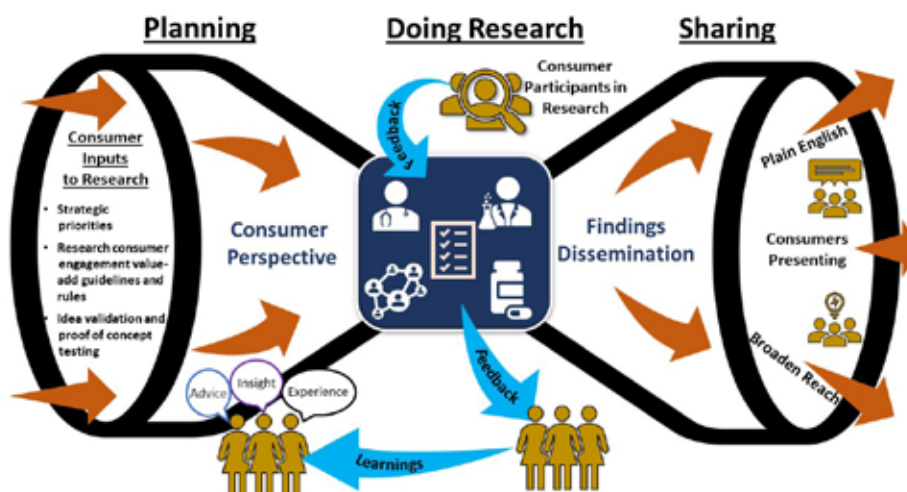 Planning
Doing Research
Sharing
Consumer
Inputs
to Research
• Strategic
priorities
• Research consumer
engagement value-
add guidelines and
rules
• Idea validation and
proof of concept
testing
Consumer
Perspective
Advice
Insight
Experience
Feedback
Consumer
Participants in
Research
Feedback
Learnings
Findings
Dissemination
Plain English
Consumers
Presenting
Broaden Reach